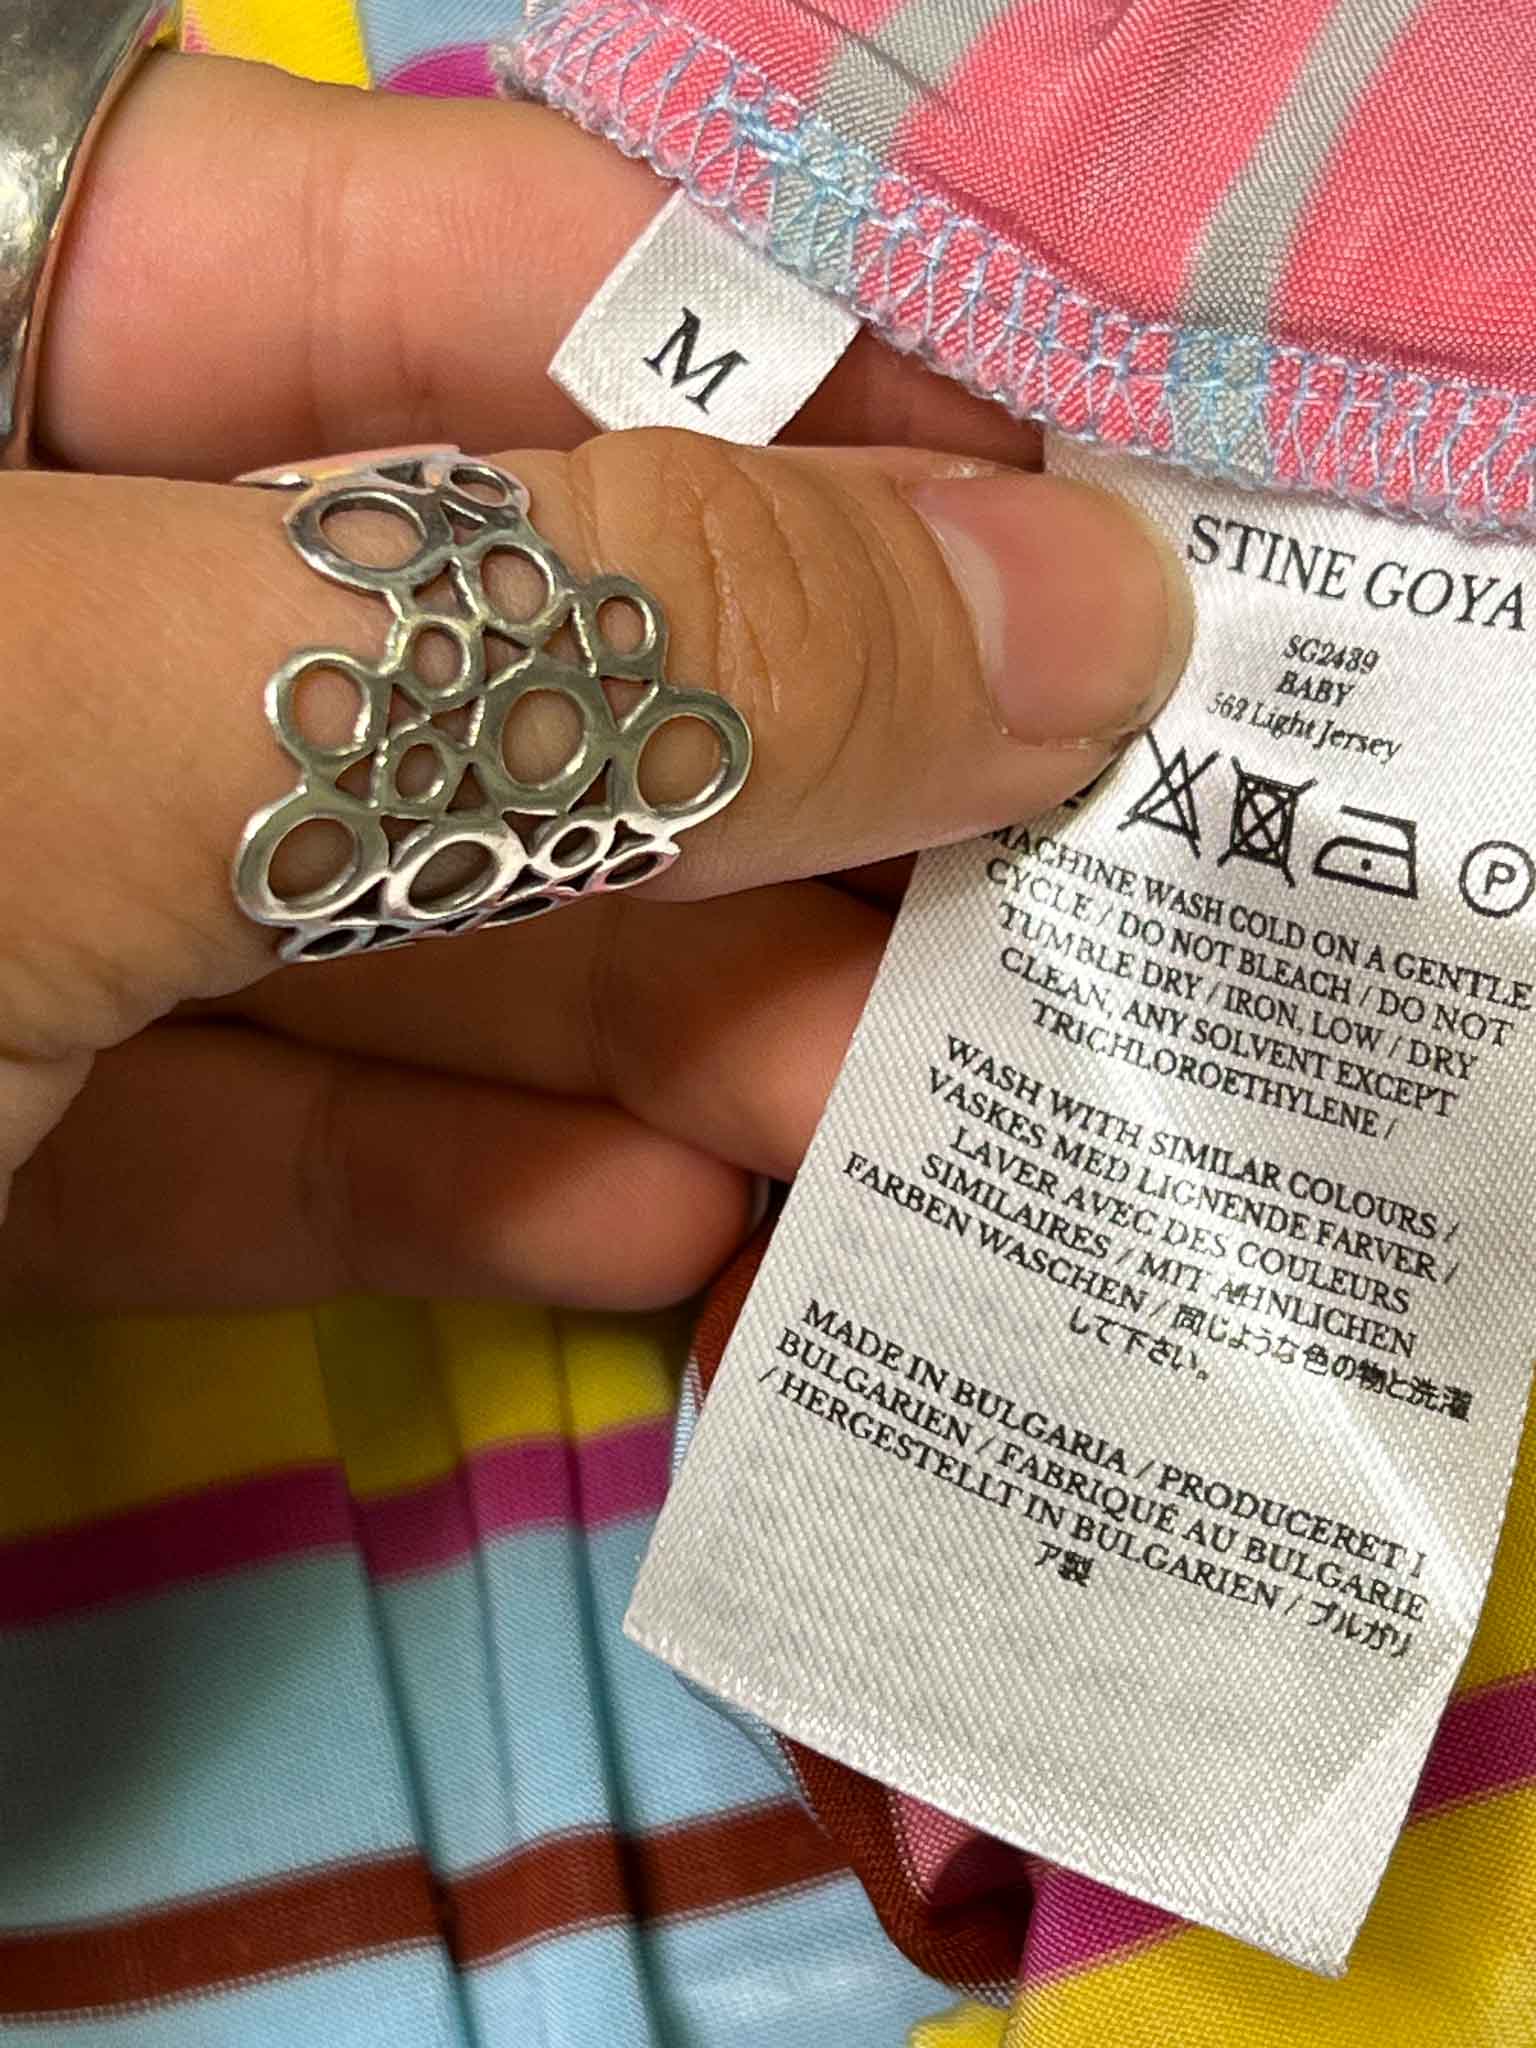 M
STINE GOYA
SG2489
BABY
562 Light Jersey
P
MACHINE WASH COLD ON A GENTLE
CYCLE / DO NOT BLEACH / DO NOT
TUMBLE DRY / IRON, LOW / DRY
CLEAN, ANY SOLVENT EXCEPT
TRICHLOROETHYLENE /
WASH WITH SIMILAR COLOURS /
VASKES MED LIGNENDE FARVER /
LAVER AVEC DES COULEURS
SIMILAIRES / MIT ÄHNLICHEN
FARBEN WASCHEN / 同じような色の物と洗濯
して下さい。
MADE IN BULGARIA / PRODUCERET I
BULGARIEN / FABRIQUÉ AU BULGARIE
/ HERGESTELLT IN BULGARIEN / ブルガリ
ア製